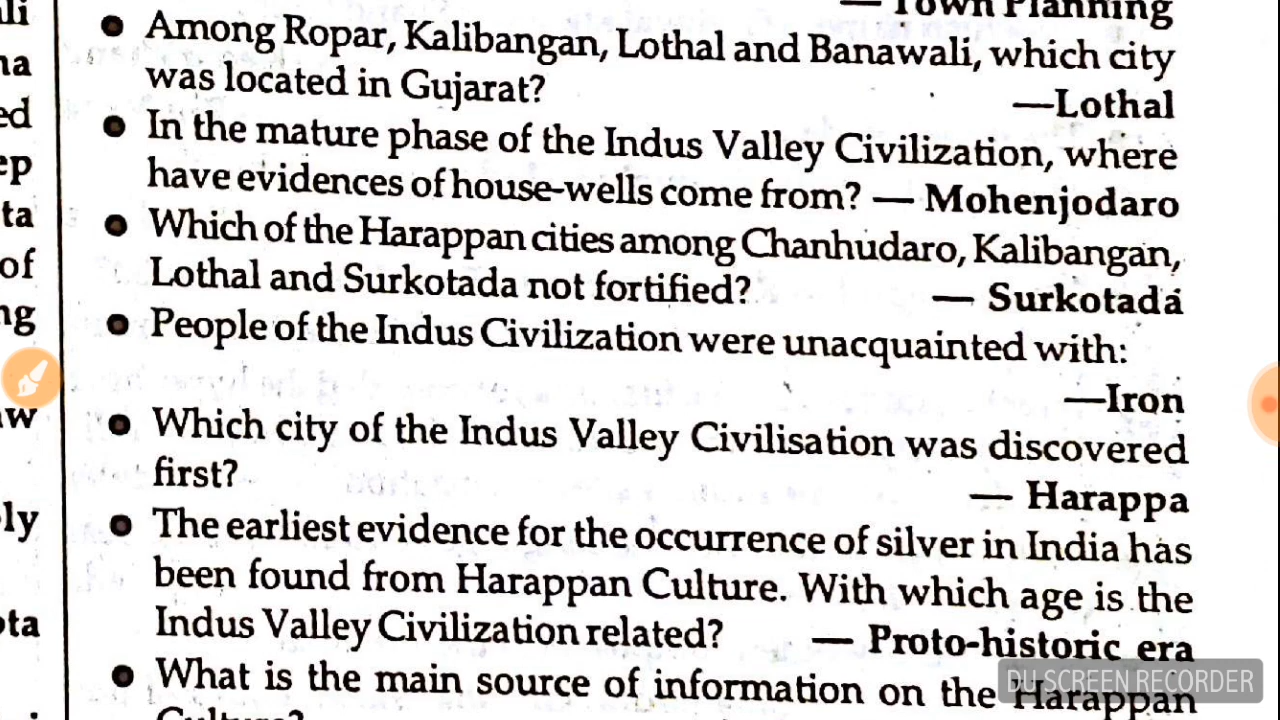 — Town Planning
• Among Ropar, Kalibangan, Lothal and Banawali, which city
was located in Gujarat? —Lothal
• In the mature phase of the Indus Valley Civilization, where
have evidences of house-wells come from? — Mohenjodaro
• Which of the Harappan cities among Chanhudaro, Kalibangan,
Lothal and Surkotada not fortified? — Surkotada
• People of the Indus Civilization were unacquainted with:
—Iron
• Which city of the Indus Valley Civilisation was discovered
first? — Harappa
• The earliest evidence for the occurrence of silver in India has
been found from Harappan Culture. With which age is the
Indus Valley Civilization related? — Proto-historic era
• What is the main source of information on the Harappan
Culture?
DU SCREEN RECORDER